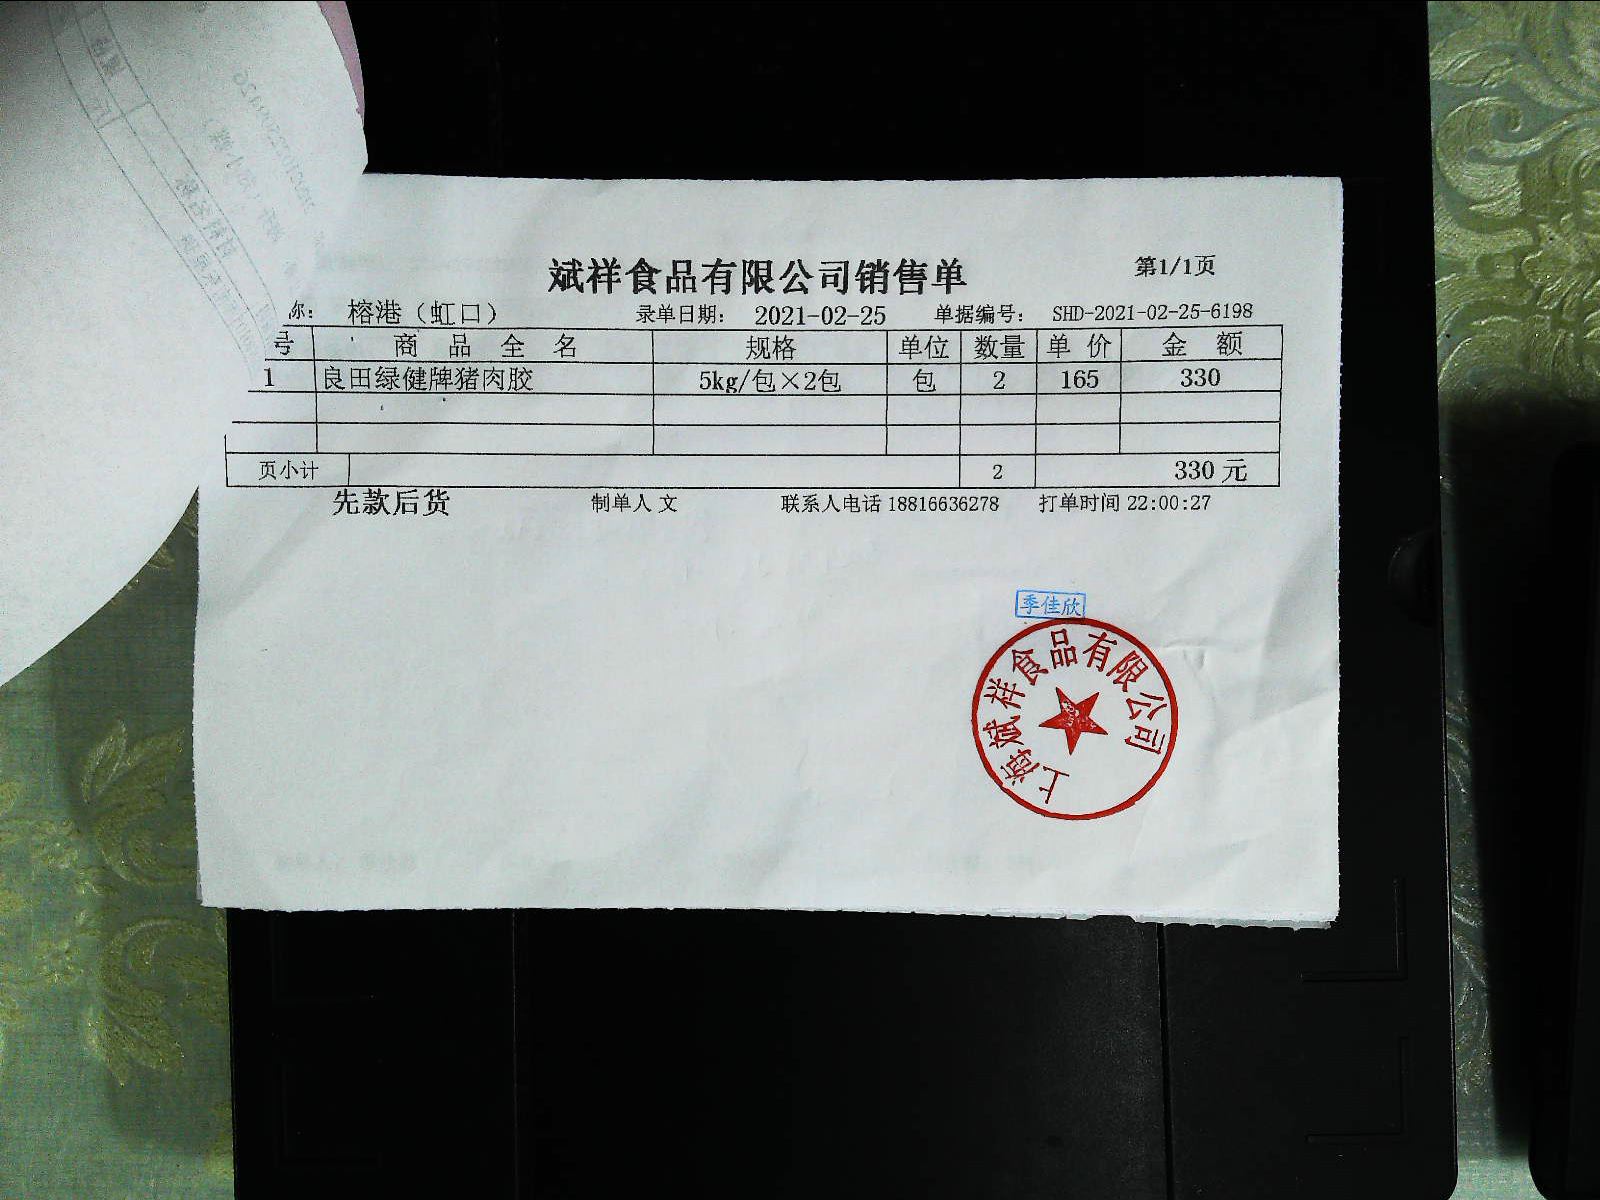 斌祥食品有限公司销售单 第1/1页
称： 榕港（虹口） 录单日期： 2021-02-25 单据编号： SHD-2021-02-25-6198
号 商 品 全 名 规格 单位 数量 单 价 金 额
1 良田绿健牌猪肉胶 5kg/包×2包 包 2 165 330
页小计 2 330 元
先款后货 制单人 文 联系人电话 18816636278 打单时间 22:00:27
季佳欣
上海斌祥食品有限公司